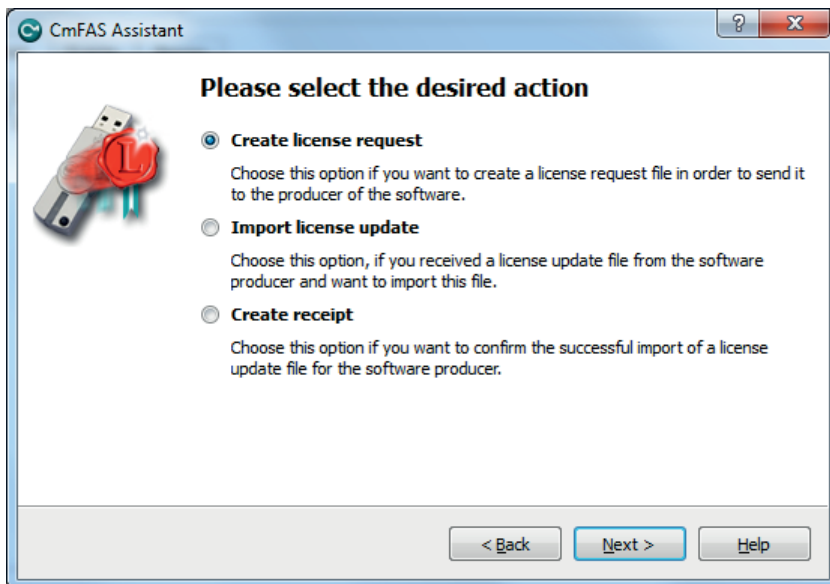 CmFAS Assistant
?
X
Please select the desired action
Create license request
Choose this option if you want to create a license request file in order to send it
to the producer of the software.
Import license update
Choose this option, if you received a license update file from the software
producer and want to import this file.
Create receipt
Choose this option if you want to confirm the successful import of a license
update file for the software producer.
L
< Back Next > Help